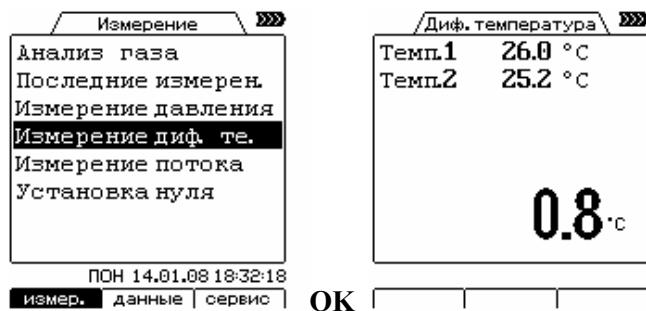 Измерение
Анализ газа
Последние измерен.
Измерение давления
Измерение диф. те.
Измерение потока
Установка нуля
ПОН 14.01.08 18:32:18
измер. данные сервис
OK
Диф. температура
Темп.1 26.0 °C
Темп.2 25.2 °C
0.8 °C